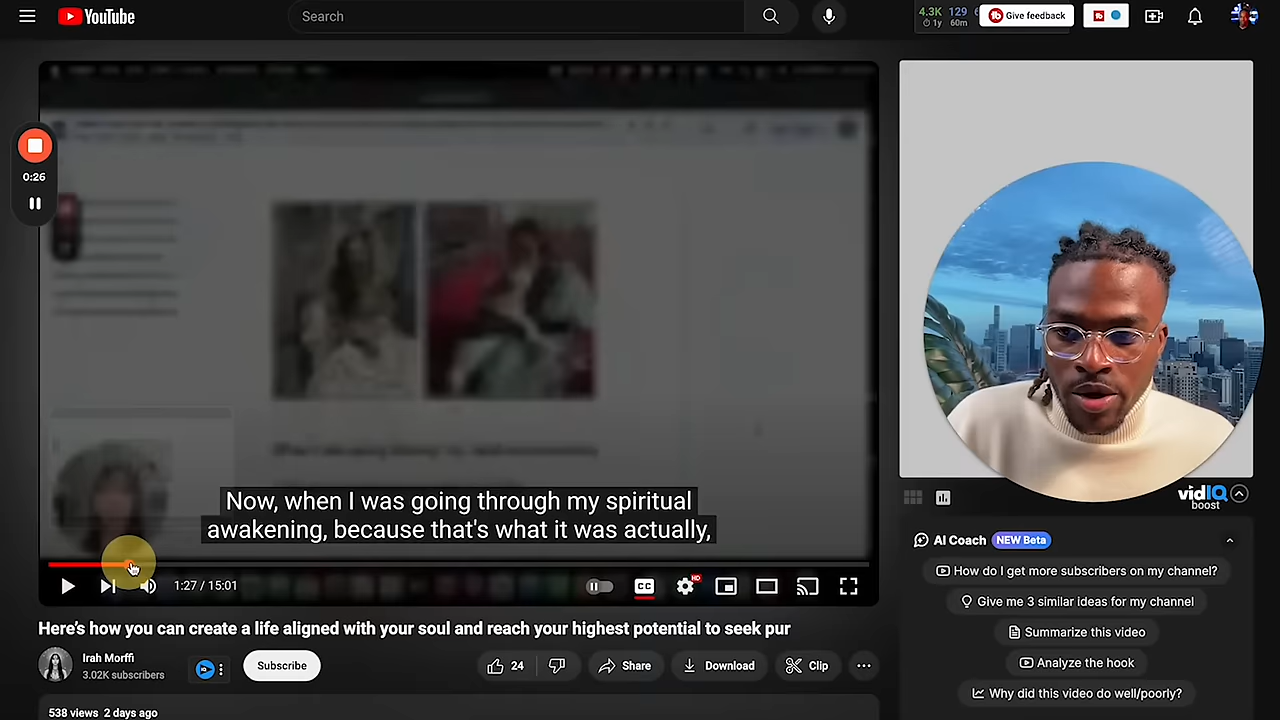 YouTube
Search
4.3K 129
1y 60m
Give feedback
0:26
Now, when I was going through my spiritual
awakening, because that's what it was actually,
1:27 / 15:01
CC
HD
Here's how you can create a life aligned with your soul and reach your highest potential to seek pur
Irah Morffi
3.02K subscribers
Subscribe
24
Share
Download
Clip
538 views 2 days ago
vidIQ
boost
AI Coach NEW Beta
How do I get more subscribers on my channel?
Give me 3 similar ideas for my channel
Summarize this video
Analyze the hook
Why did this video do well/poorly?